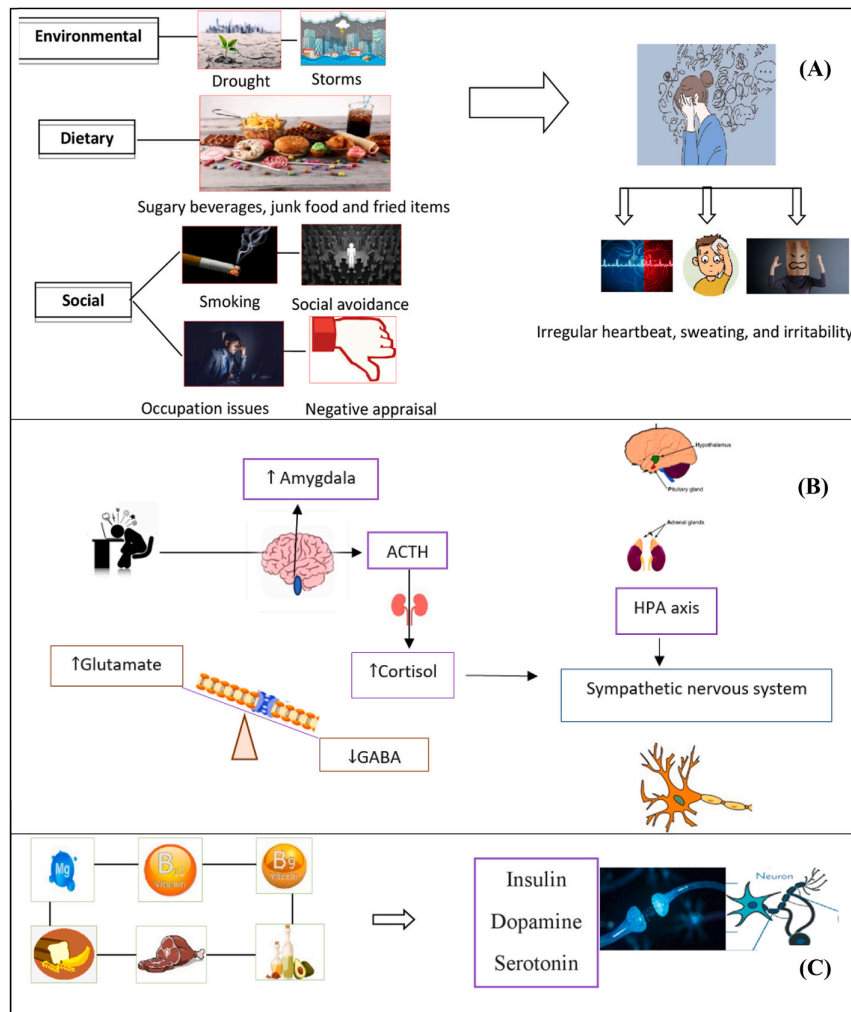 Environmental
Drought
Storms
(A)
Dietary
Sugary beverages, junk food and fried items
Social
Smoking
Social avoidance
Occupation issues
Negative appraisal
Irregular heartbeat, sweating, and irritability
(B)
↑ Amygdala
Hypothalamus
Pituitary gland
ACTH
Adrenal glands
HPA axis
↑Glutamate
↑Cortisol
Sympathetic nervous system
↓GABA
Mg
B12
B9
Insulin
Dopamine
Serotonin
Neuron
(C)